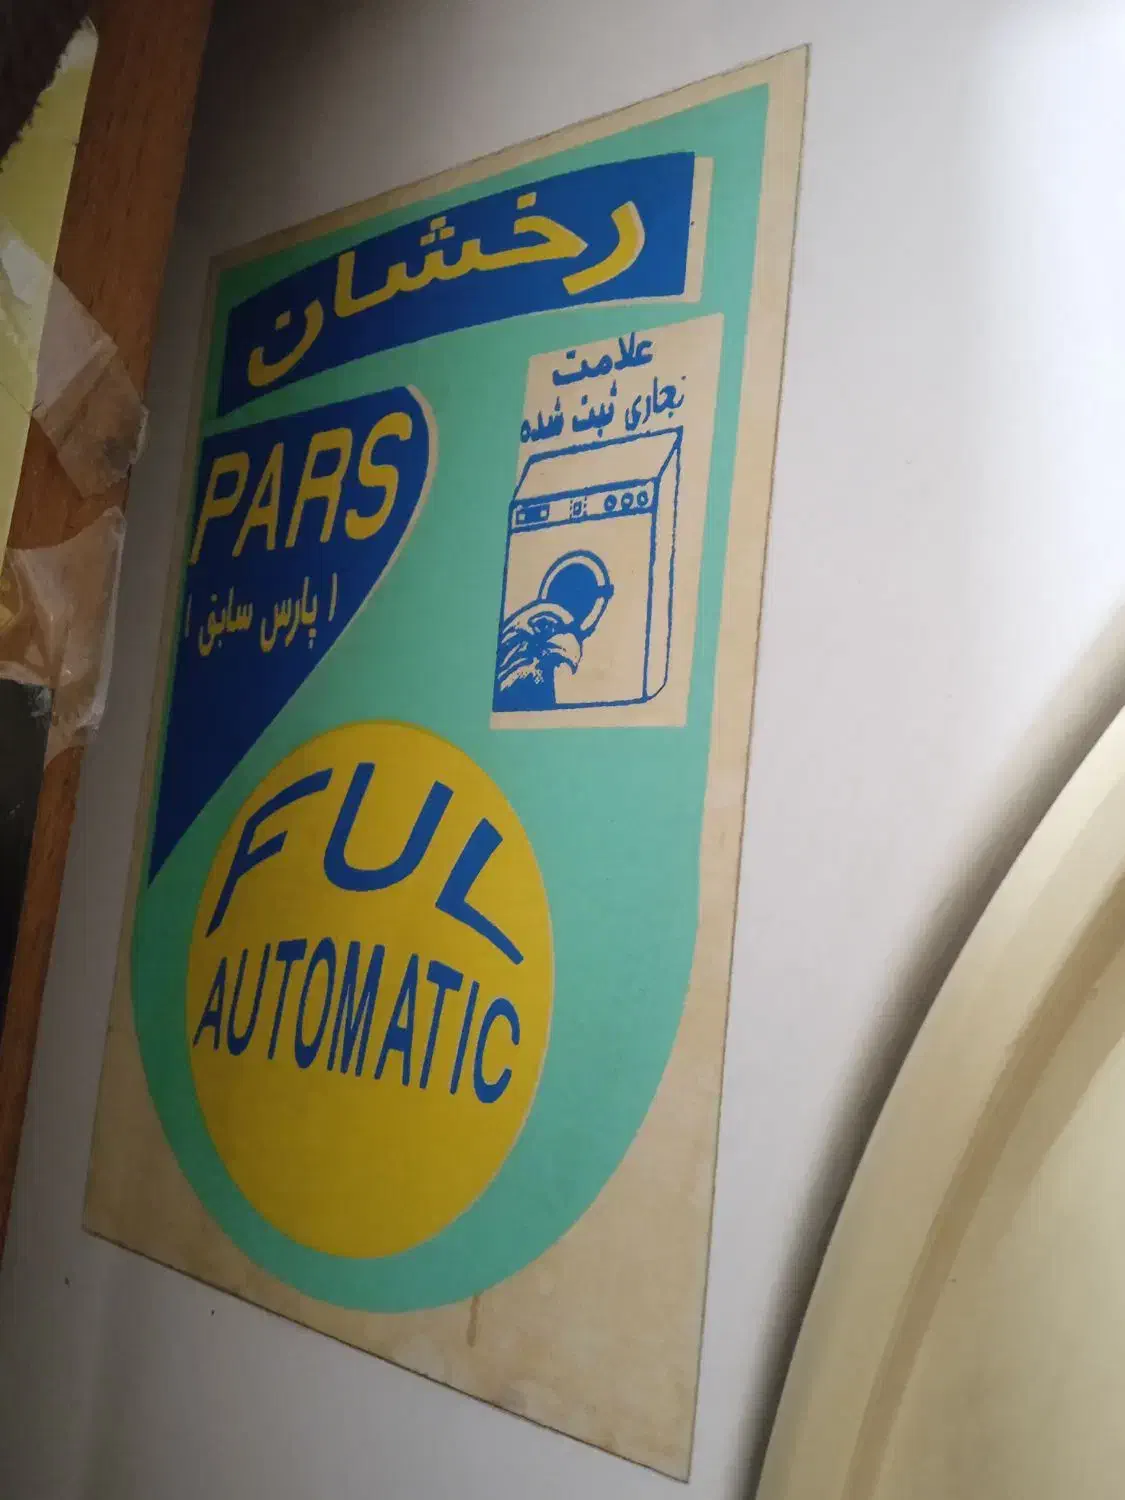 رخشان
علامت
تجاری ثبت شده
PARS
( پارس سابق )
FUL
AUTOMATIC